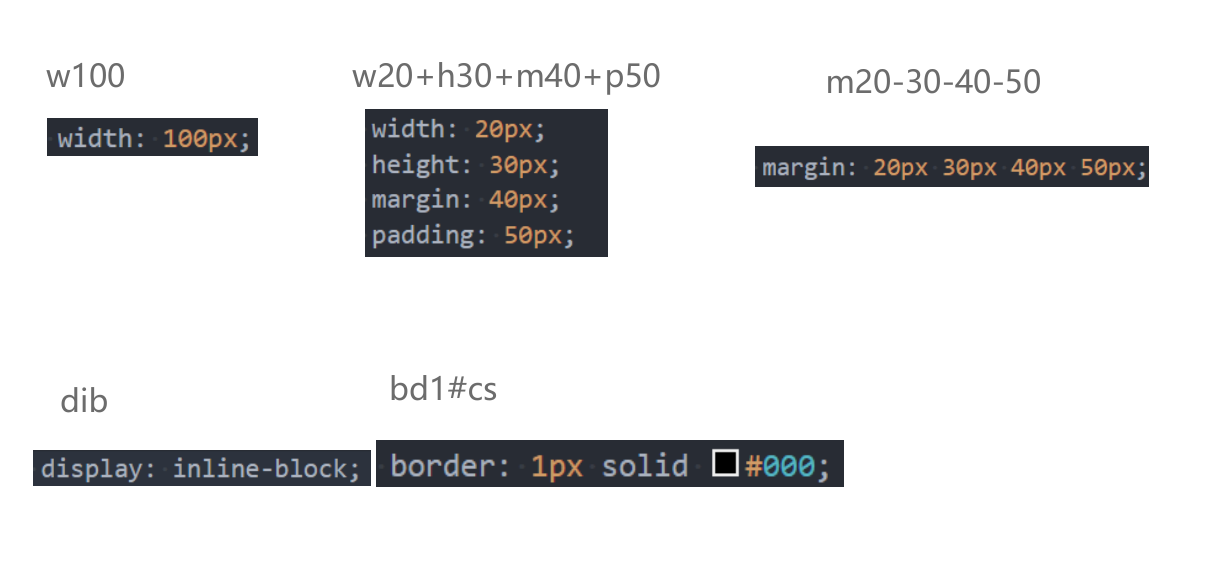 w100
width: 100px;
w20+h30+m40+p50
width: 20px;
height: 30px;
margin: 40px;
padding: 50px;
m20-30-40-50
margin: 20px 30px 40px 50px;
dib
display: inline-block;
bd1#cs
border: 1px solid #000;